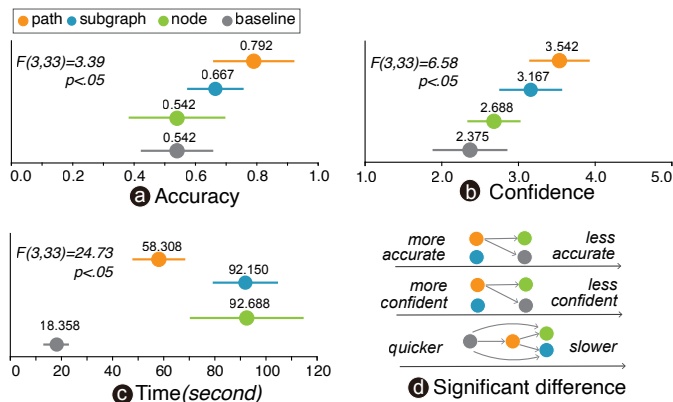 path subgraph node baseline
F(3,33)=3.39
p<.05
0.792
0.667
0.542
0.542
0.0 0.2 0.4 0.6 0.8 1.0
a Accuracy
F(3,33)=6.58
p<.05
3.542
3.167
2.688
2.375
1.0 2.0 3.0 4.0 5.0
b Confidence
F(3,33)=24.73
p<.05
58.308
92.150
92.688
18.358
0 20 40 60 80 100 120
c Time(second)
more accurate
less accurate
more confident
less confident
quicker
slower
d Significant difference